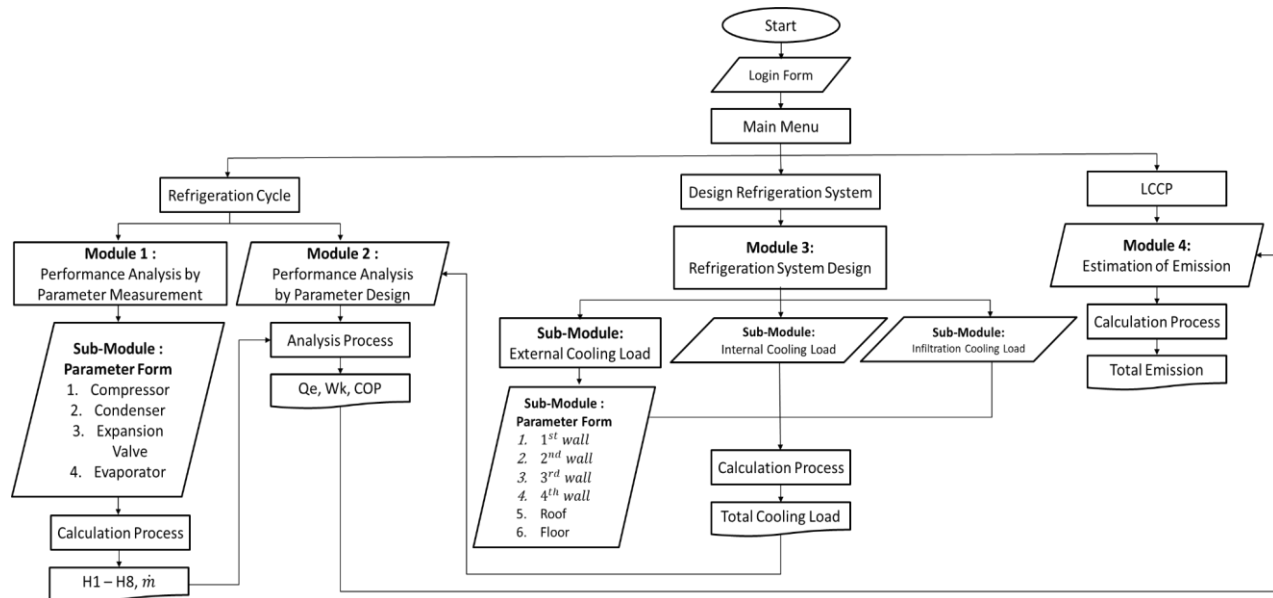 Start
Login Form
Main Menu
Refrigeration Cycle
Design Refrigeration System
LCCP
Module 1 :
Performance Analysis by
Parameter Measurement
Module 2 :
Performance Analysis
by Parameter Design
Module 3:
Refrigeration System Design
Module 4:
Estimation of Emission
Sub-Module :
Parameter Form
1. Compressor
2. Condenser
3. Expansion
Valve
4. Evaporator
Calculation Process
H1 – H8, ṁ
Analysis Process
Qe, Wk, COP
Sub-Module:
External Cooling Load
Sub-Module:
Internal Cooling Load
Sub-Module:
Infiltration Cooling Load
Sub-Module :
Parameter Form
1. 1st wall
2. 2nd wall
3. 3rd wall
4. 4th wall
5. Roof
6. Floor
Calculation Process
Total Cooling Load
Calculation Process
Total Emission